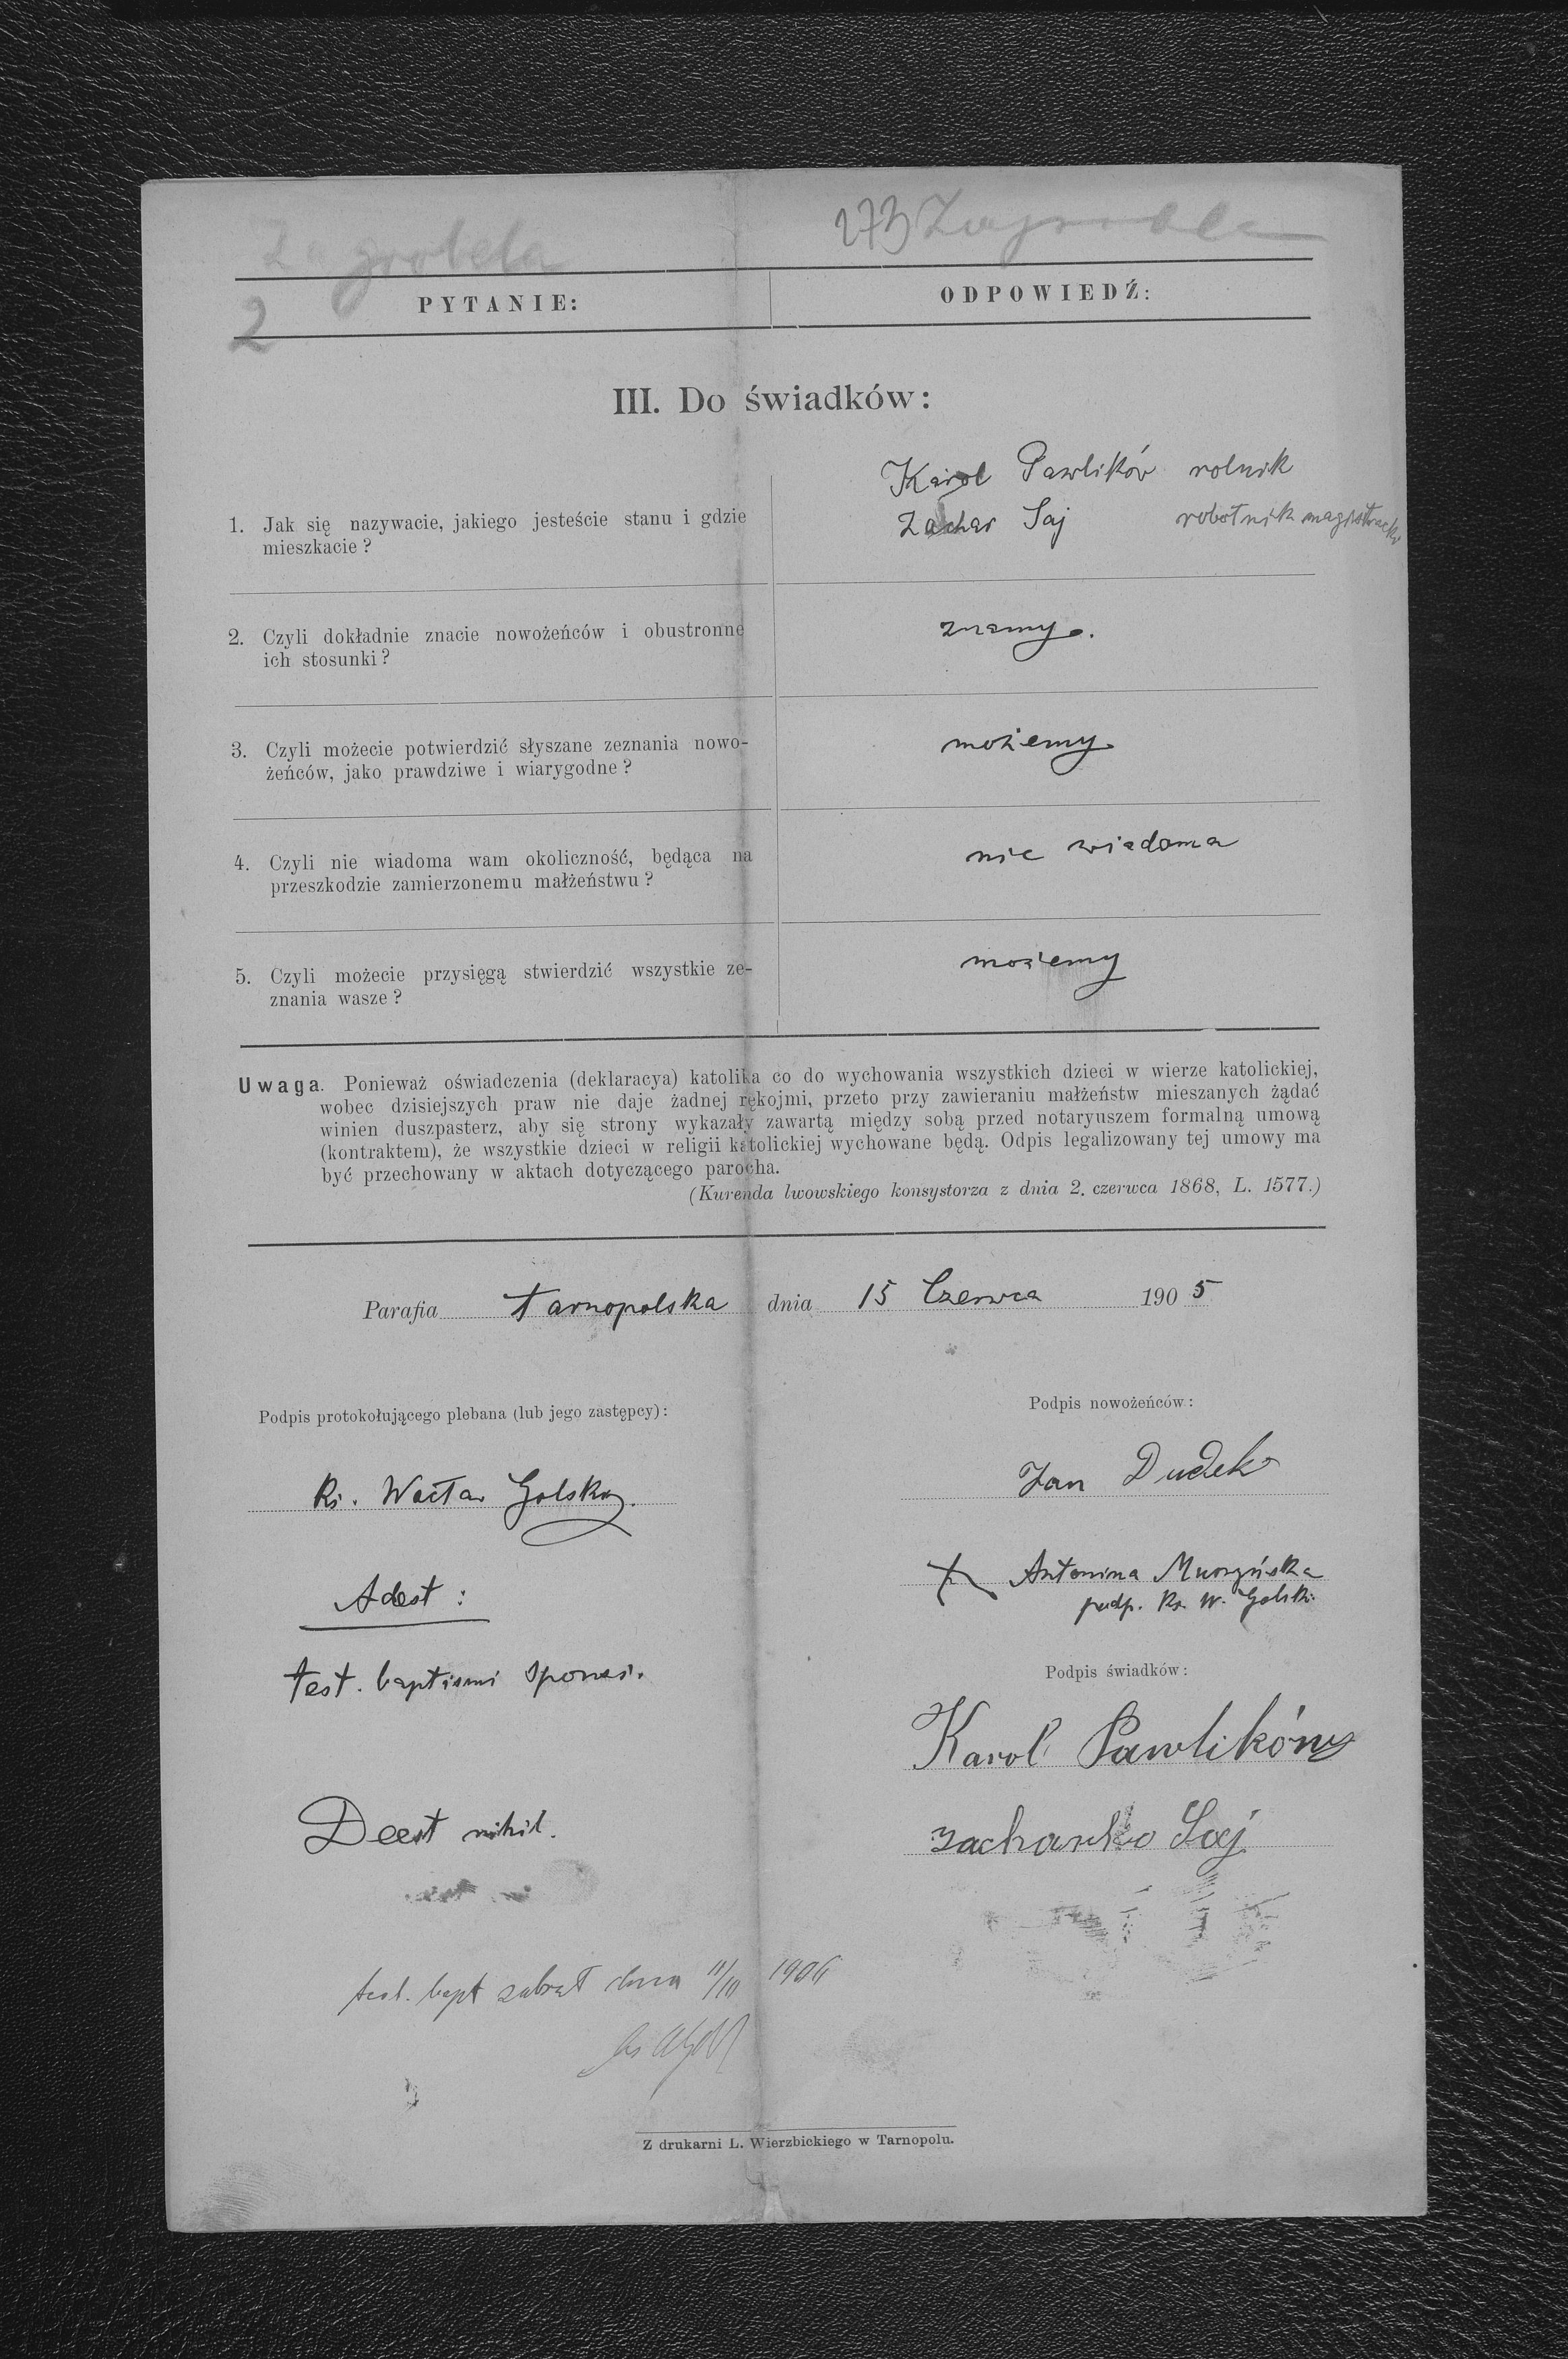 Zagrobela
273 Zagrobela
2
PYTANIE:
ODPOWIEDŹ:
III. Do świadków:
1. Jak się nazywacie, jakiego jesteście stanu i gdzie
mieszkacie?
Karol Pawlików rolnik
Zachar Saj robotnik magistracki
2. Czyli dokładnie znacie nowożeńców i obustronne
ich stosunki?
znamy.
3. Czyli możecie potwierdzić słyszane zeznania nowo-
żeńców, jako prawdziwe i wiarygodne?
możemy
4. Czyli nie wiadoma wam okoliczność, będąca na
przeszkodzie zamierzonemu małżeństwu?
nie wiadoma
5. Czyli możecie przysięgą stwierdzić wszystkie ze-
znania wasze?
możemy
Uwaga. Ponieważ oświadczenia (deklaracya) katolika co do wychowania wszystkich dzieci w wierze katolickiej,
wobec dzisiejszych praw nie daje żadnej rękojmi, przeto przy zawieraniu małżeństw mieszanych żądać
winien duszpasterz, aby się strony wykazały zawartą między sobą przed notaryuszem formalną umową
(kontraktem), że wszystkie dzieci w religii katolickiej wychowane będą. Odpis legalizowany tej umowy ma
być przechowany w aktach dotyczącego parocha.
(Kurenda lwowskiego konsystorza z dnia 2. czerwca 1868, L. 1577.)
Parafia tarnopolska dnia 15 Czerwca 1905
Podpis protokołującego plebana (lub jego zastępcy):
Ks. Wacław Golski
Adest:
test. baptismi sponsi.
Deest nihil.
Podpis nowożeńców:
Jan Dudek
Antonina Murzyńska
podp. Ks. W. Golski
Podpis świadków:
Karol Pawlików
Zacharko Saj
test. bapt zabrał dnia 11/III 1906
Z drukarni L. Wierzbickiego w Tarnopolu.